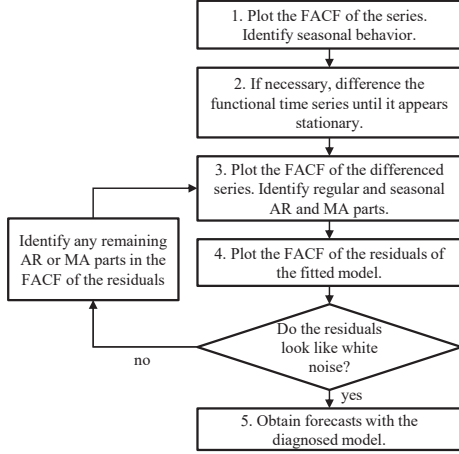 1. Plot the FACF of the series.
Identify seasonal behavior.
2. If necessary, difference the
functional time series until it appears
stationary.
3. Plot the FACF of the differenced
series. Identify regular and seasonal
AR and MA parts.
Identify any remaining
AR or MA parts in the
FACF of the residuals
4. Plot the FACF of the residuals of
the fitted model.
Do the residuals
look like white
noise?
no
yes
5. Obtain forecasts with the
diagnosed model.